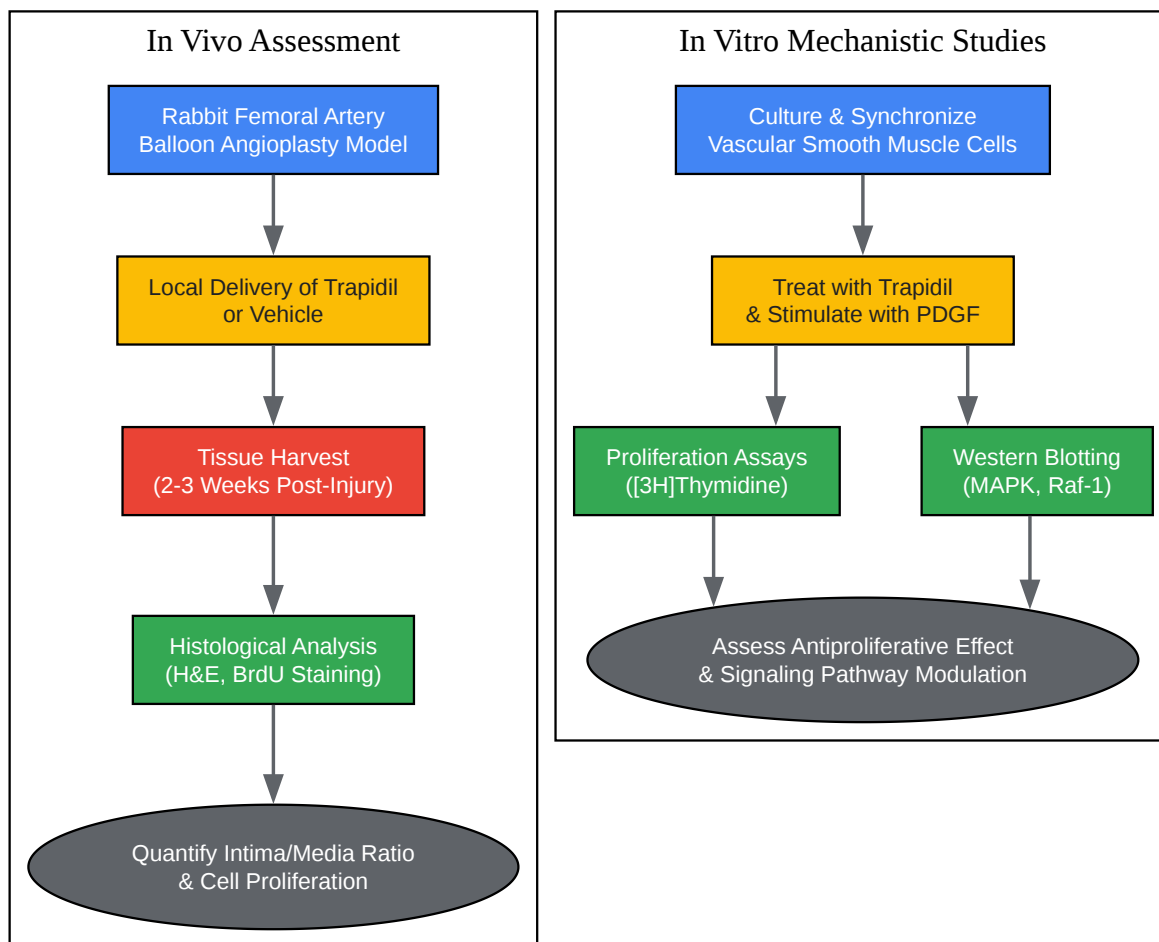 In Vivo Assessment
Rabbit Femoral Artery
Balloon Angioplasty Model
Local Delivery of Trapidil
or Vehicle
Tissue Harvest
(2-3 Weeks Post-Injury)
Histological Analysis
(H&E, BrdU Staining)
Quantify Intima/Media Ratio
& Cell Proliferation
In Vitro Mechanistic Studies
Culture & Synchronize
Vascular Smooth Muscle Cells
Treat with Trapidil
& Stimulate with PDGF
Proliferation Assays
([3H]Thymidine)
Western Blotting
(MAPK, Raf-1)
Assess Antiproliferative Effect
& Signaling Pathway Modulation